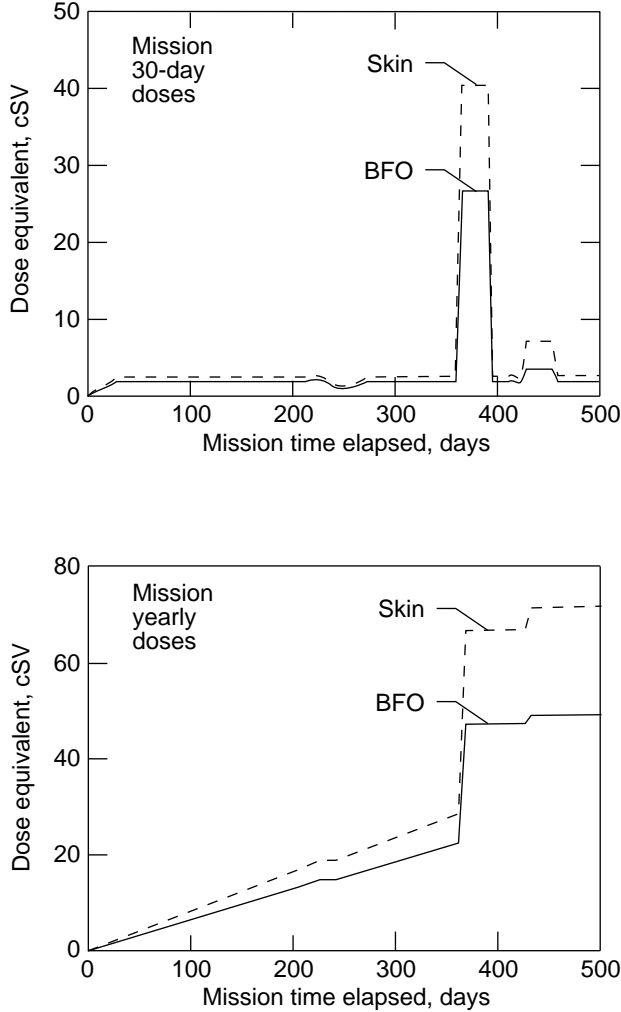 50
40
30
20
10
0
Dose equivalent, cSV
Mission
30-day
doses
Skin
BFO
0
100
200
300
400
500
Mission time elapsed, days
80
60
40
20
0
Dose equivalent, cSV
Mission
yearly
doses
Skin
BFO
0
100
200
300
400
500
Mission time elapsed, days